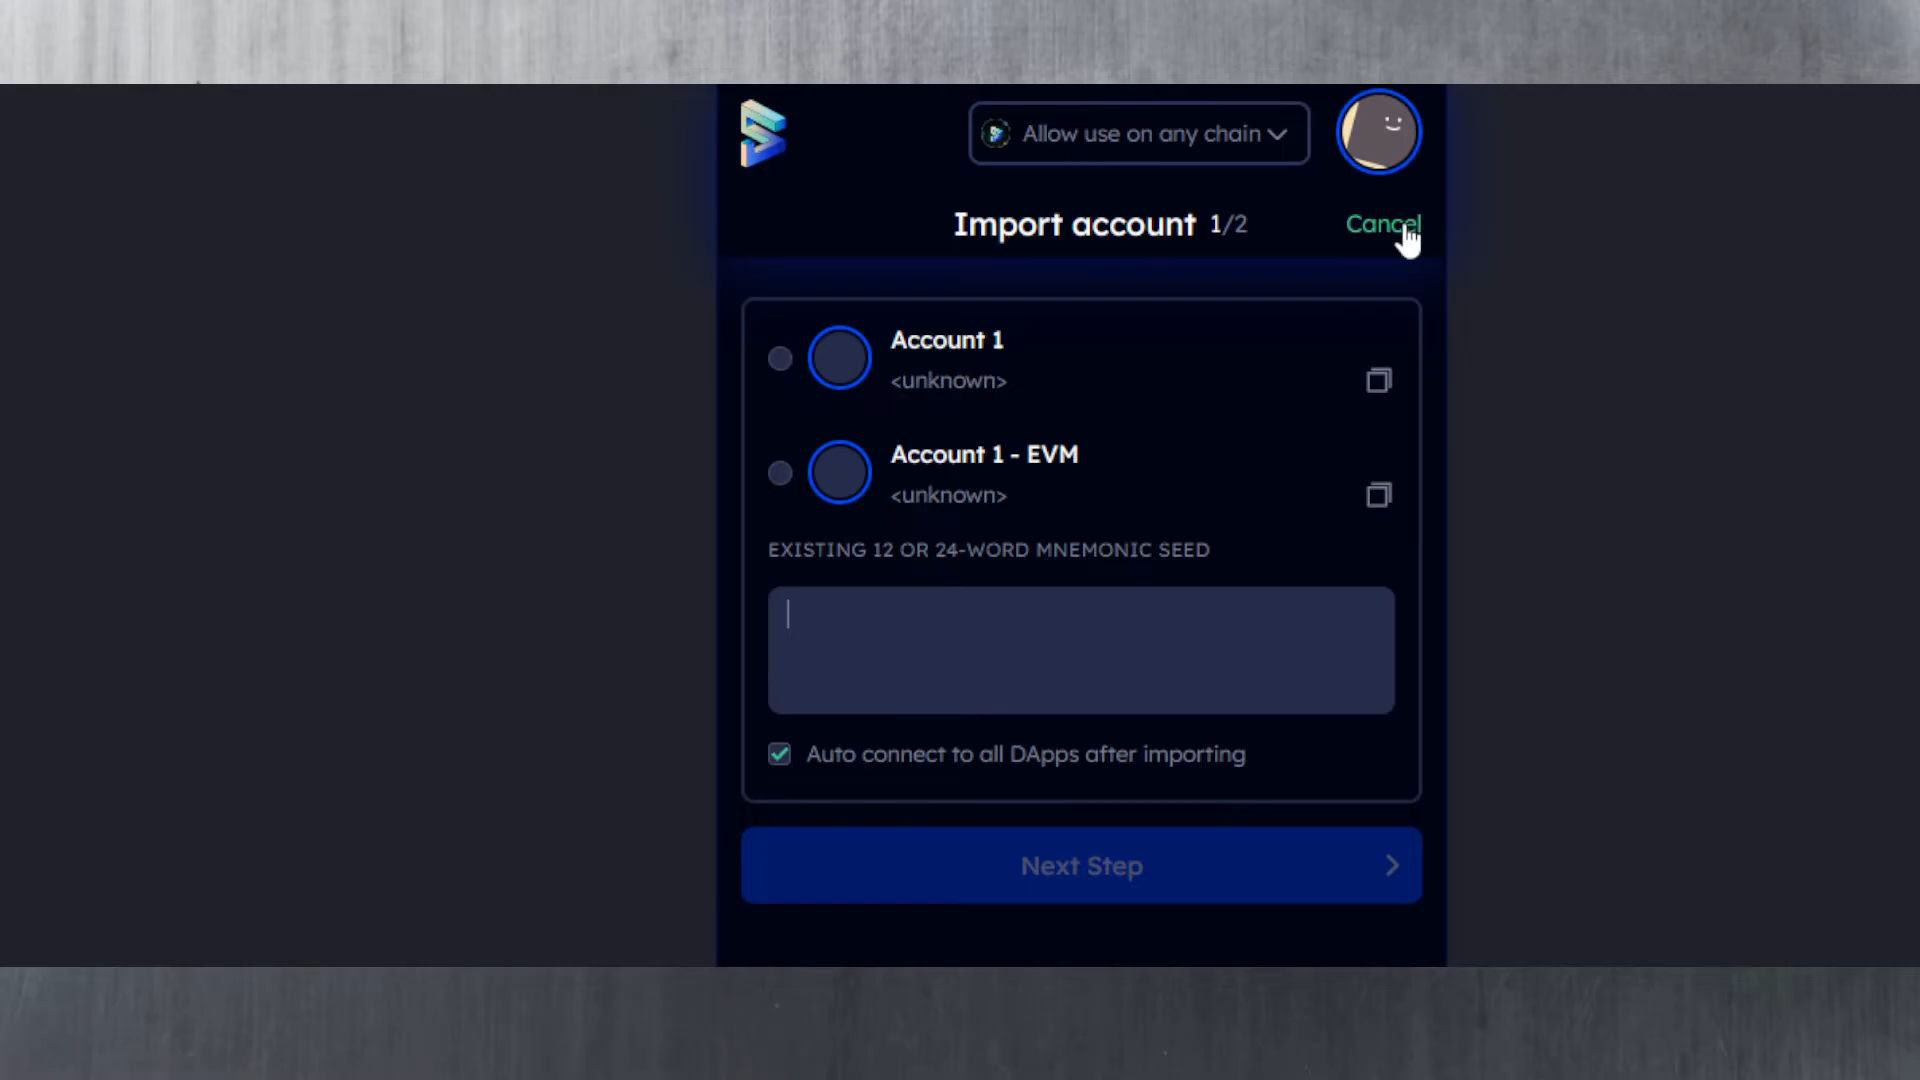 Allow use on any chain
Import account 1/2
Cancel
Account 1
<unknown>
Account 1 - EVM
<unknown>
EXISTING 12 OR 24-WORD MNEMONIC SEED
Auto connect to all DApps after importing
Next Step